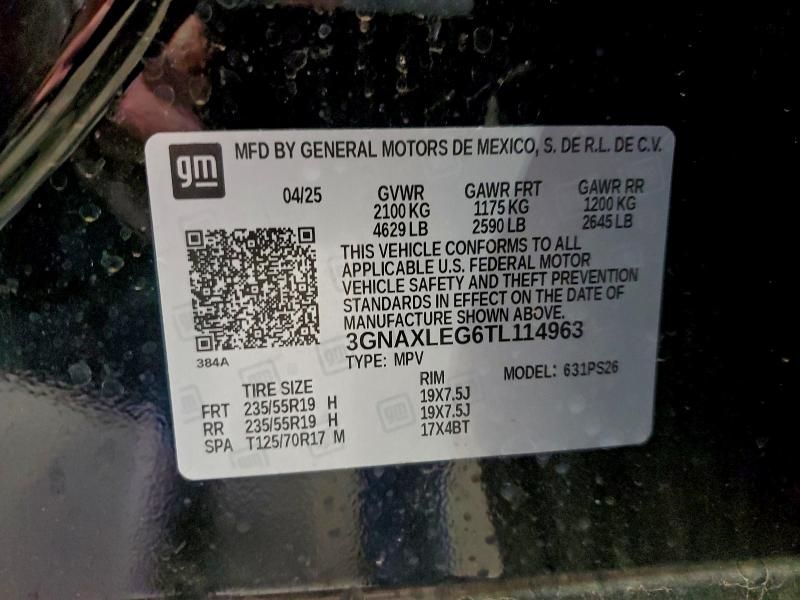 gm MFD BY GENERAL MOTORS DE MEXICO, S. DE R.L. DE C.V.
04/25 GVWR GAWR FRT GAWR RR
2100 KG 1175 KG 1200 KG
4629 LB 2590 LB 2645 LB
THIS VEHICLE CONFORMS TO ALL
APPLICABLE U.S. FEDERAL MOTOR
VEHICLE SAFETY AND THEFT PREVENTION
STANDARDS IN EFFECT ON THE DATE OF
MANUFACTURE SHOWN ABOVE.
3GNAXLEG6TL114963
384A
TYPE: MPV MODEL: 631PS26
TIRE SIZE RIM
FRT 235/55R19 H 19X7.5J
RR 235/55R19 H 19X7.5J
SPA T125/70R17 M 17X4BT